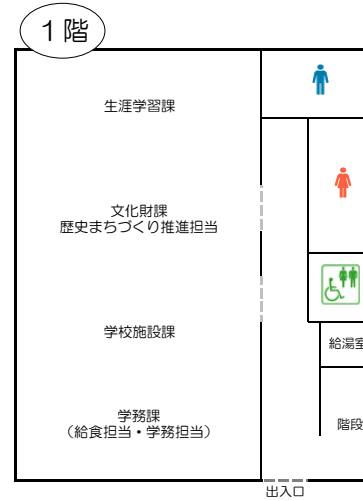 1階
生涯学習課
文化財課
歴史まちづくり推進担当
学校施設課
給湯室
学務課
（給食担当・学務担当）
階段
出入口